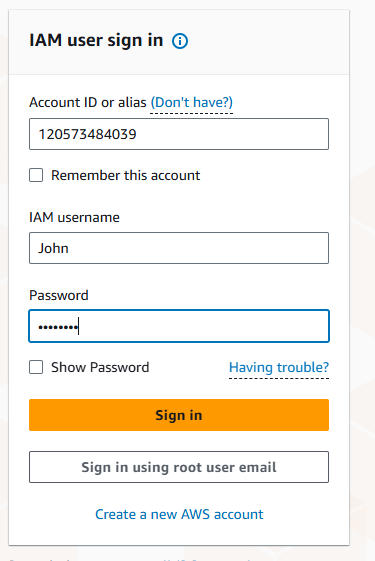 IAM user sign in
Account ID or alias (Don't have?)
120573484039
Remember this account
IAM username
John
Password
••••••••
Show Password Having trouble?
Sign in
Sign in using root user email
Create a new AWS account